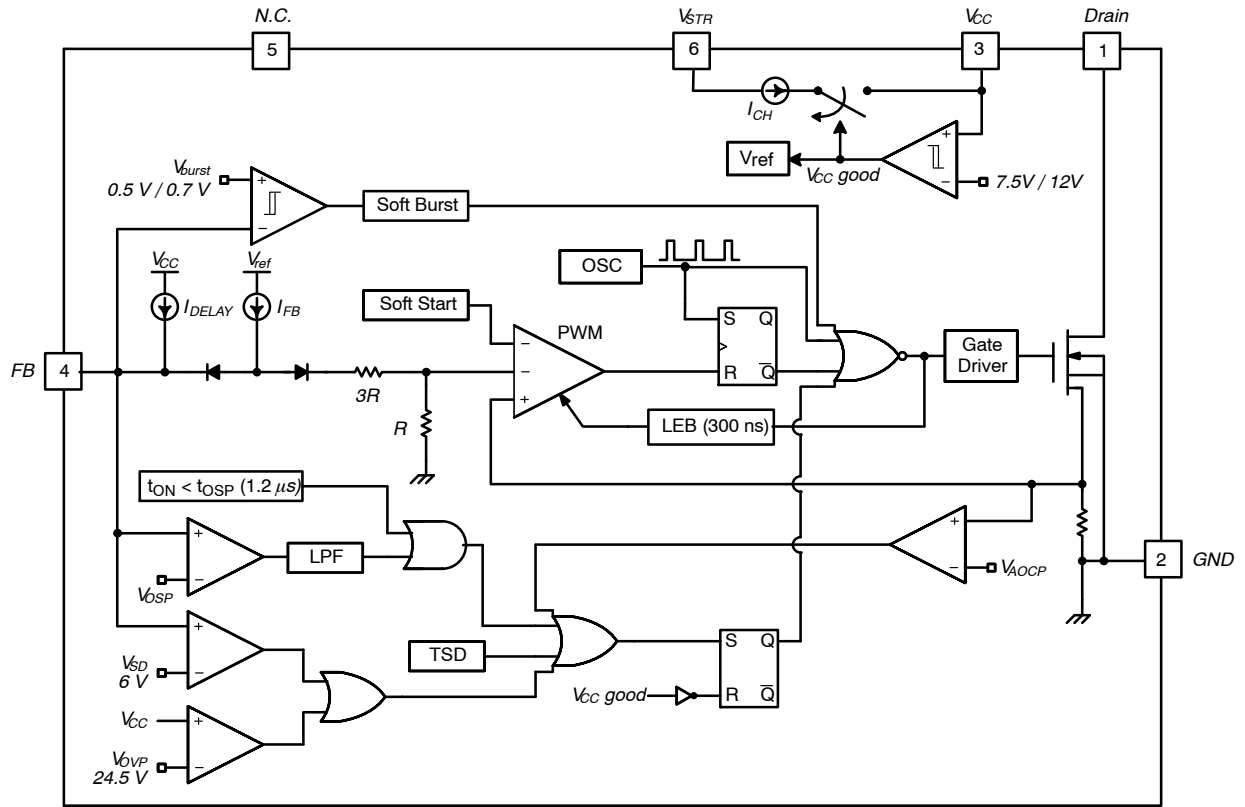 N.C.
VSTR
VCC
Drain
5
6
3
1
ICH
Vref
VCC good
7.5V / 12V
Vburst
0.5 V / 0.7 V
+
−
Soft Burst
+
−
VCC
Vref
IDELAY
IFB
OSC
Soft Start
PWM
−
−
+
S Q
R Q̅
Gate
Driver
FB
4
3R
R
LEB (300 ns)
tON < tOSP (1.2 μs)
+
−
VOSP
LPF
+
−
VAOCP
2
GND
+
−
VSD
6 V
TSD
S Q
R Q̅
VCC good
VCC
+
−
VOVP
24.5 V